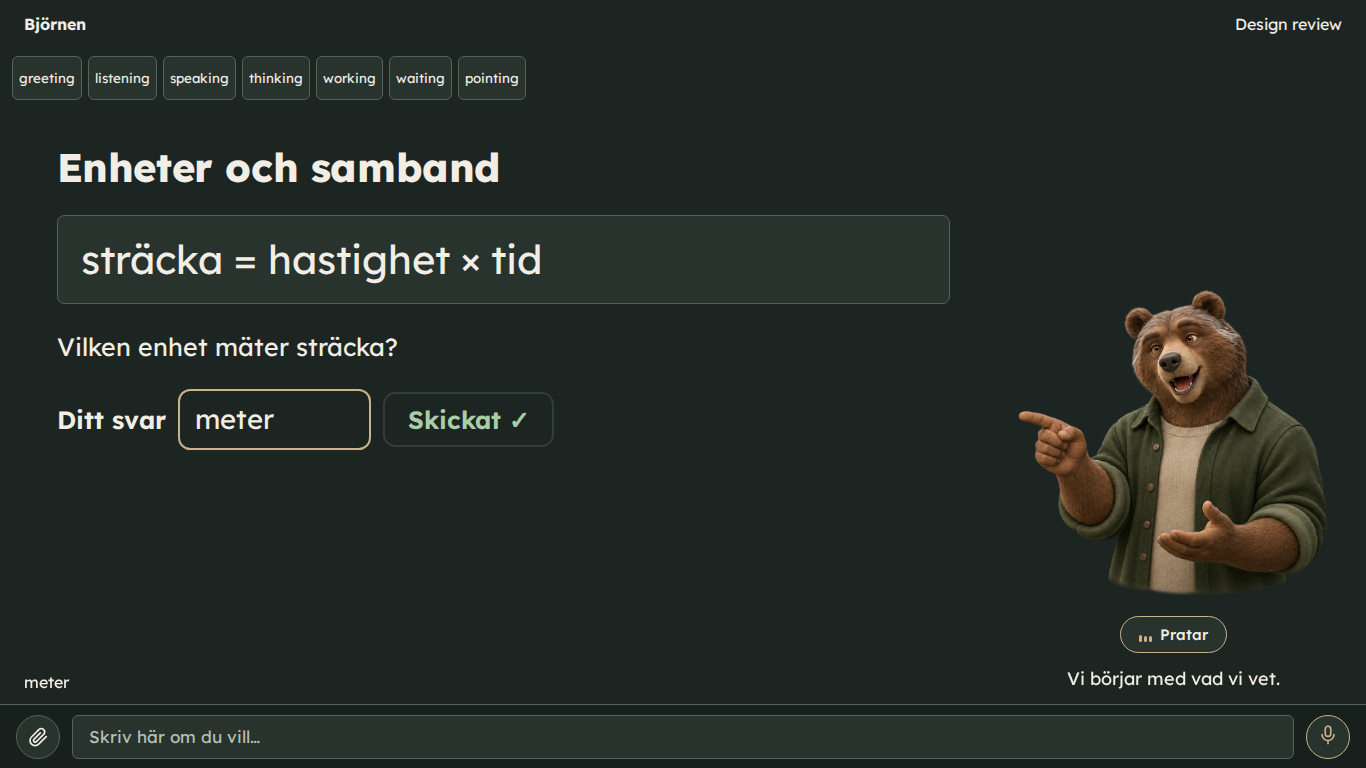 Björnen
Design review
greeting listening speaking thinking working waiting pointing
Enheter och samband
sträcka = hastighet × tid
Vilken enhet mäter sträcka?
Ditt svar meter Skickat ✓
Pratar
Vi börjar med vad vi vet.
meter
Skriv här om du vill…